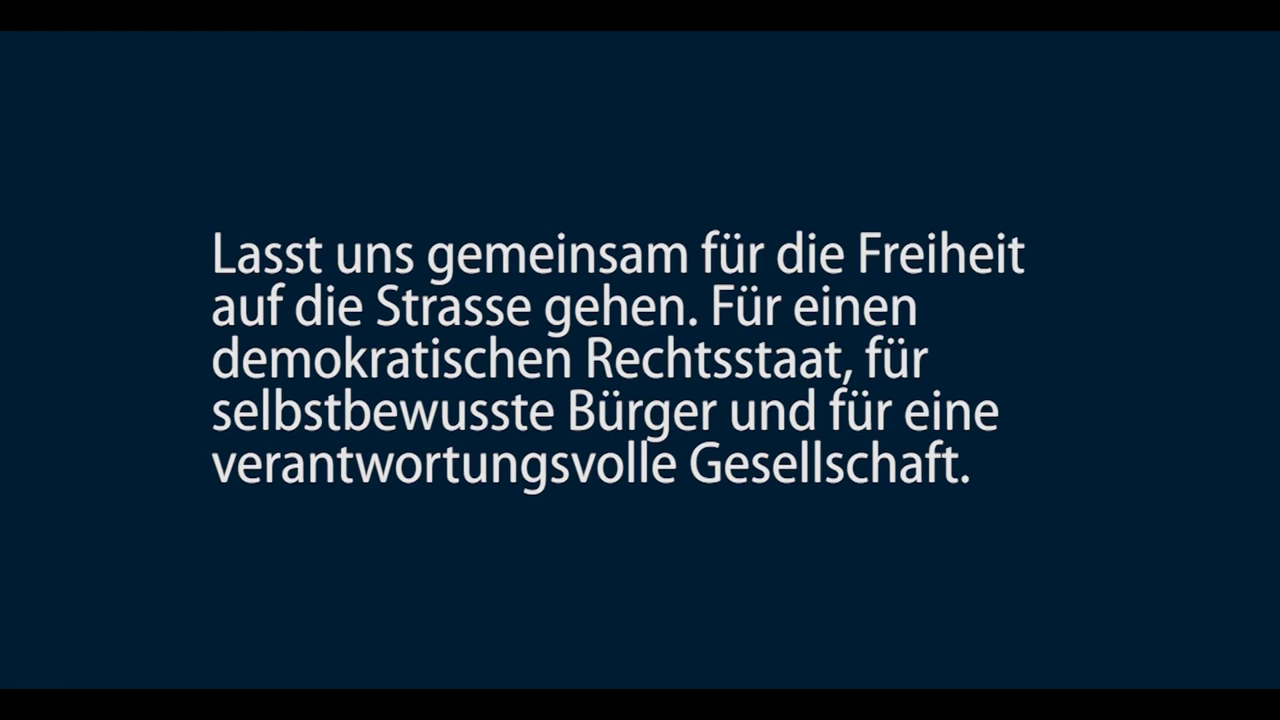 Lasst uns gemeinsam für die Freiheit
auf die Strasse gehen. Für einen
demokratischen Rechtsstaat, für
selbstbewusste Bürger und für eine
verantwortungsvolle Gesellschaft.